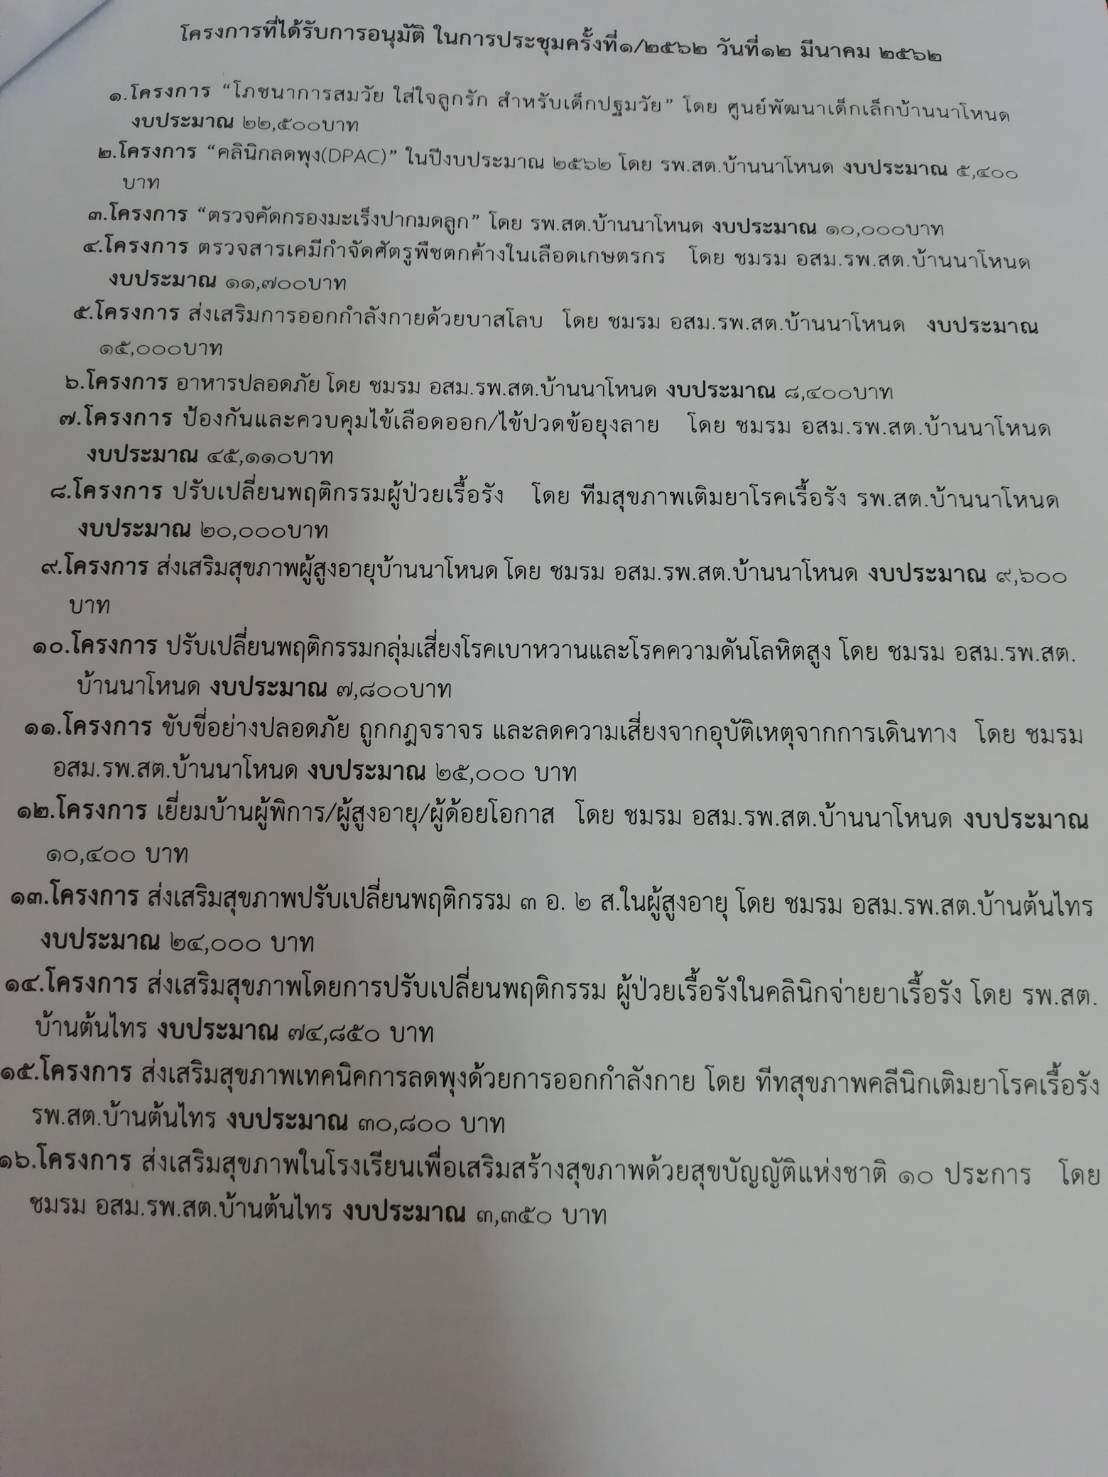 โครงการที่ได้รับการอนุมัติ ในการประชุมครั้งที่๑/๒๕๖๒ วันที่๑๒ มีนาคม ๒๕๖๒
๑.โครงการ “โภชนาการสมวัย ใส่ใจลูกรัก สำหรับเด็กปฐมวัย” โดย ศูนย์พัฒนาเด็กเล็กบ้านนาโหนด
งบประมาณ ๒๒,๕๐๐บาท
๒.โครงการ “คลินิกลดพุง(DPAC)” ในปีงบประมาณ ๒๕๖๒ โดย รพ.สต.บ้านนาโหนด งบประมาณ ๕,๔๐๐
บาท
๓.โครงการ “ตรวจคัดกรองมะเร็งปากมดลูก” โดย รพ.สต.บ้านนาโหนด งบประมาณ ๑๐,๐๐๐บาท
๔.โครงการ ตรวจสารเคมีกำจัดศัตรูพืชตกค้างในเลือดเกษตรกร โดย ชมรม อสม.รพ.สต.บ้านนาโหนด
งบประมาณ ๑๑,๗๐๐บาท
๕.โครงการ ส่งเสริมการออกกำลังกายด้วยบาสโลบ โดย ชมรม อสม.รพ.สต.บ้านนาโหนด งบประมาณ
๑๕,๐๐๐บาท
๖.โครงการ อาหารปลอดภัย โดย ชมรม อสม.รพ.สต.บ้านนาโหนด งบประมาณ ๘,๔๐๐บาท
๗.โครงการ ป้องกันและควบคุมไข้เลือดออก/ไข้ปวดข้อยุงลาย โดย ชมรม อสม.รพ.สต.บ้านนาโหนด
งบประมาณ ๔๕,๑๑๐บาท
๘.โครงการ ปรับเปลี่ยนพฤติกรรมผู้ป่วยเรื้อรัง โดย ทีมสุขภาพเติมยาโรคเรื้อรัง รพ.สต.บ้านนาโหนด
งบประมาณ ๒๐,๐๐๐บาท
๙.โครงการ ส่งเสริมสุขภาพผู้สูงอายุบ้านนาโหนด โดย ชมรม อสม.รพ.สต.บ้านนาโหนด งบประมาณ ๙,๖๐๐
บาท
๑๐.โครงการ ปรับเปลี่ยนพฤติกรรมกลุ่มเสี่ยงโรคเบาหวานและโรคความดันโลหิตสูง โดย ชมรม อสม.รพ.สต.
บ้านนาโหนด งบประมาณ ๗,๘๐๐บาท
๑๑.โครงการ ขับขี่อย่างปลอดภัย ถูกกฎจราจร และลดความเสี่ยงจากอุบัติเหตุจากการเดินทาง โดย ชมรม
อสม.รพ.สต.บ้านนาโหนด งบประมาณ ๒๕,๐๐๐ บาท
๑๒.โครงการ เยี่ยมบ้านผู้พิการ/ผู้สูงอายุ/ผู้ด้อยโอกาส โดย ชมรม อสม.รพ.สต.บ้านนาโหนด งบประมาณ
๑๐,๔๐๐ บาท
๑๓.โครงการ ส่งเสริมสุขภาพปรับเปลี่ยนพฤติกรรม ๓ อ. ๒ ส.ในผู้สูงอายุ โดย ชมรม อสม.รพ.สต.บ้านต้นไทร
งบประมาณ ๒๔,๐๐๐ บาท
๑๔.โครงการ ส่งเสริมสุขภาพโดยการปรับเปลี่ยนพฤติกรรม ผู้ป่วยเรื้อรังในคลินิกจ่ายยาเรื้อรัง โดย รพ.สต.
บ้านต้นไทร งบประมาณ ๗๔,๘๕๐ บาท
๑๕.โครงการ ส่งเสริมสุขภาพเทคนิคการลดพุงด้วยการออกกำลังกาย โดย ทีทสุขภาพคลีนิกเติมยาโรคเรื้อรัง
รพ.สต.บ้านต้นไทร งบประมาณ ๓๐,๘๐๐ บาท
๑๖.โครงการ ส่งเสริมสุขภาพในโรงเรียนเพื่อเสริมสร้างสุขภาพด้วยสุขบัญญัติแห่งชาติ ๑๐ ประการ โดย
ชมรม อสม.รพ.สต.บ้านต้นไทร งบประมาณ ๓,๓๕๐ บาท